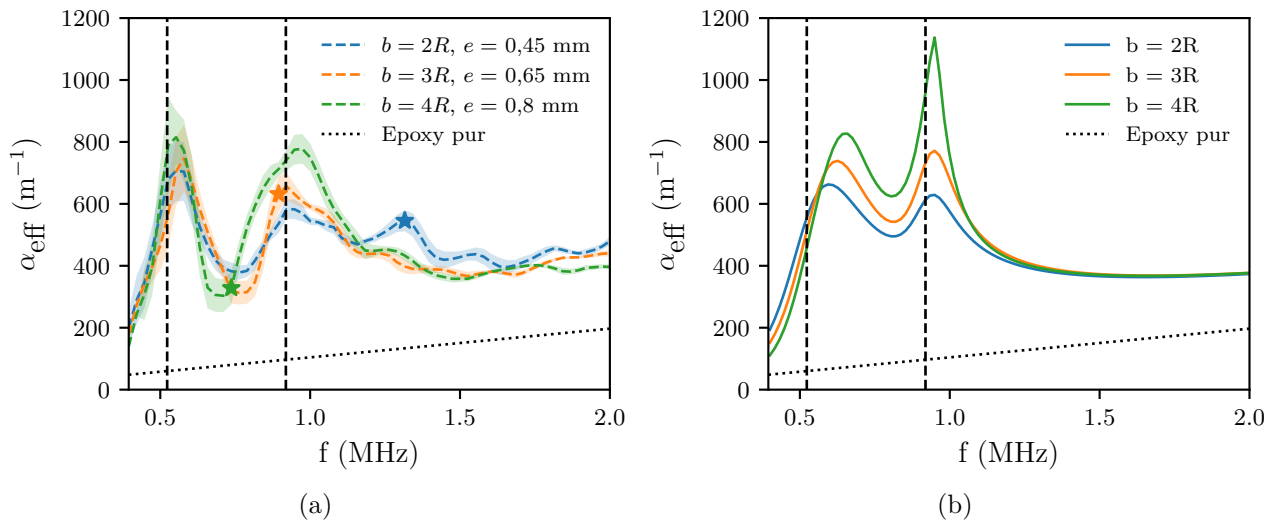 1200
1000
800
600
400
200
0
0.5
1.0
1.5
2.0
α_eff (m⁻¹)
f (MHz)
b = 2R, e = 0,45 mm
b = 3R, e = 0,65 mm
b = 4R, e = 0,8 mm
Epoxy pur
(a)
1200
1000
800
600
400
200
0
0.5
1.0
1.5
2.0
α_eff (m⁻¹)
f (MHz)
b = 2R
b = 3R
b = 4R
Epoxy pur
(b)